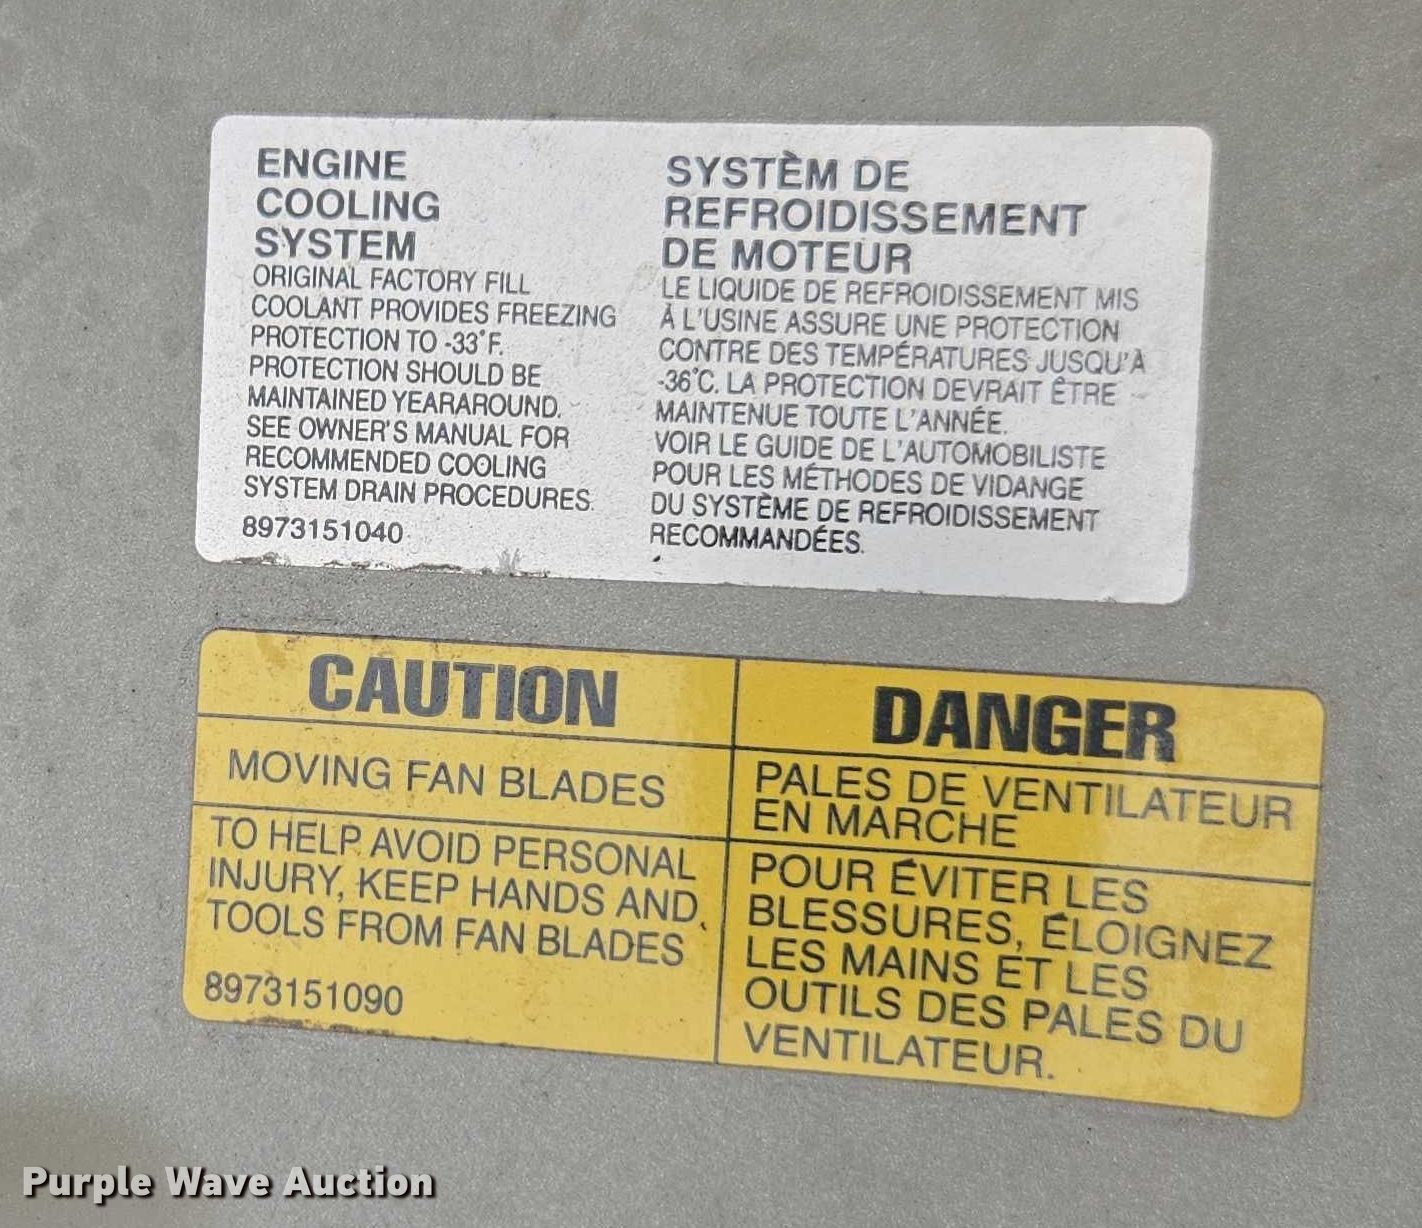 ENGINE
COOLING
SYSTEM
ORIGINAL FACTORY FILL
COOLANT PROVIDES FREEZING
PROTECTION TO -33°F.
PROTECTION SHOULD BE
MAINTAINED YEARAROUND.
SEE OWNER'S MANUAL FOR
RECOMMENDED COOLING
SYSTEM DRAIN PROCEDURES.
8973151040
SYSTÈM DE
REFROIDISSEMENT
DE MOTEUR
LE LIQUIDE DE REFROIDISSEMENT MIS
À L'USINE ASSURE UNE PROTECTION
CONTRE DES TEMPÉRATURES JUSQU'À
-36°C. LA PROTECTION DEVRAIT ÊTRE
MAINTENUE TOUTE L'ANNÉE.
VOIR LE GUIDE DE L'AUTOMOBILISTE
POUR LES MÉTHODES DE VIDANGE
DU SYSTÈME DE REFROIDISSEMENT
RECOMMANDÉES.
CAUTION
MOVING FAN BLADES
TO HELP AVOID PERSONAL
INJURY, KEEP HANDS AND
TOOLS FROM FAN BLADES
8973151090
DANGER
PALES DE VENTILATEUR
EN MARCHE
POUR ÉVITER LES
BLESSURES, ÉLOIGNEZ
LES MAINS ET LES
OUTILS DES PALES DU
VENTILATEUR.
Purple Wave Auction